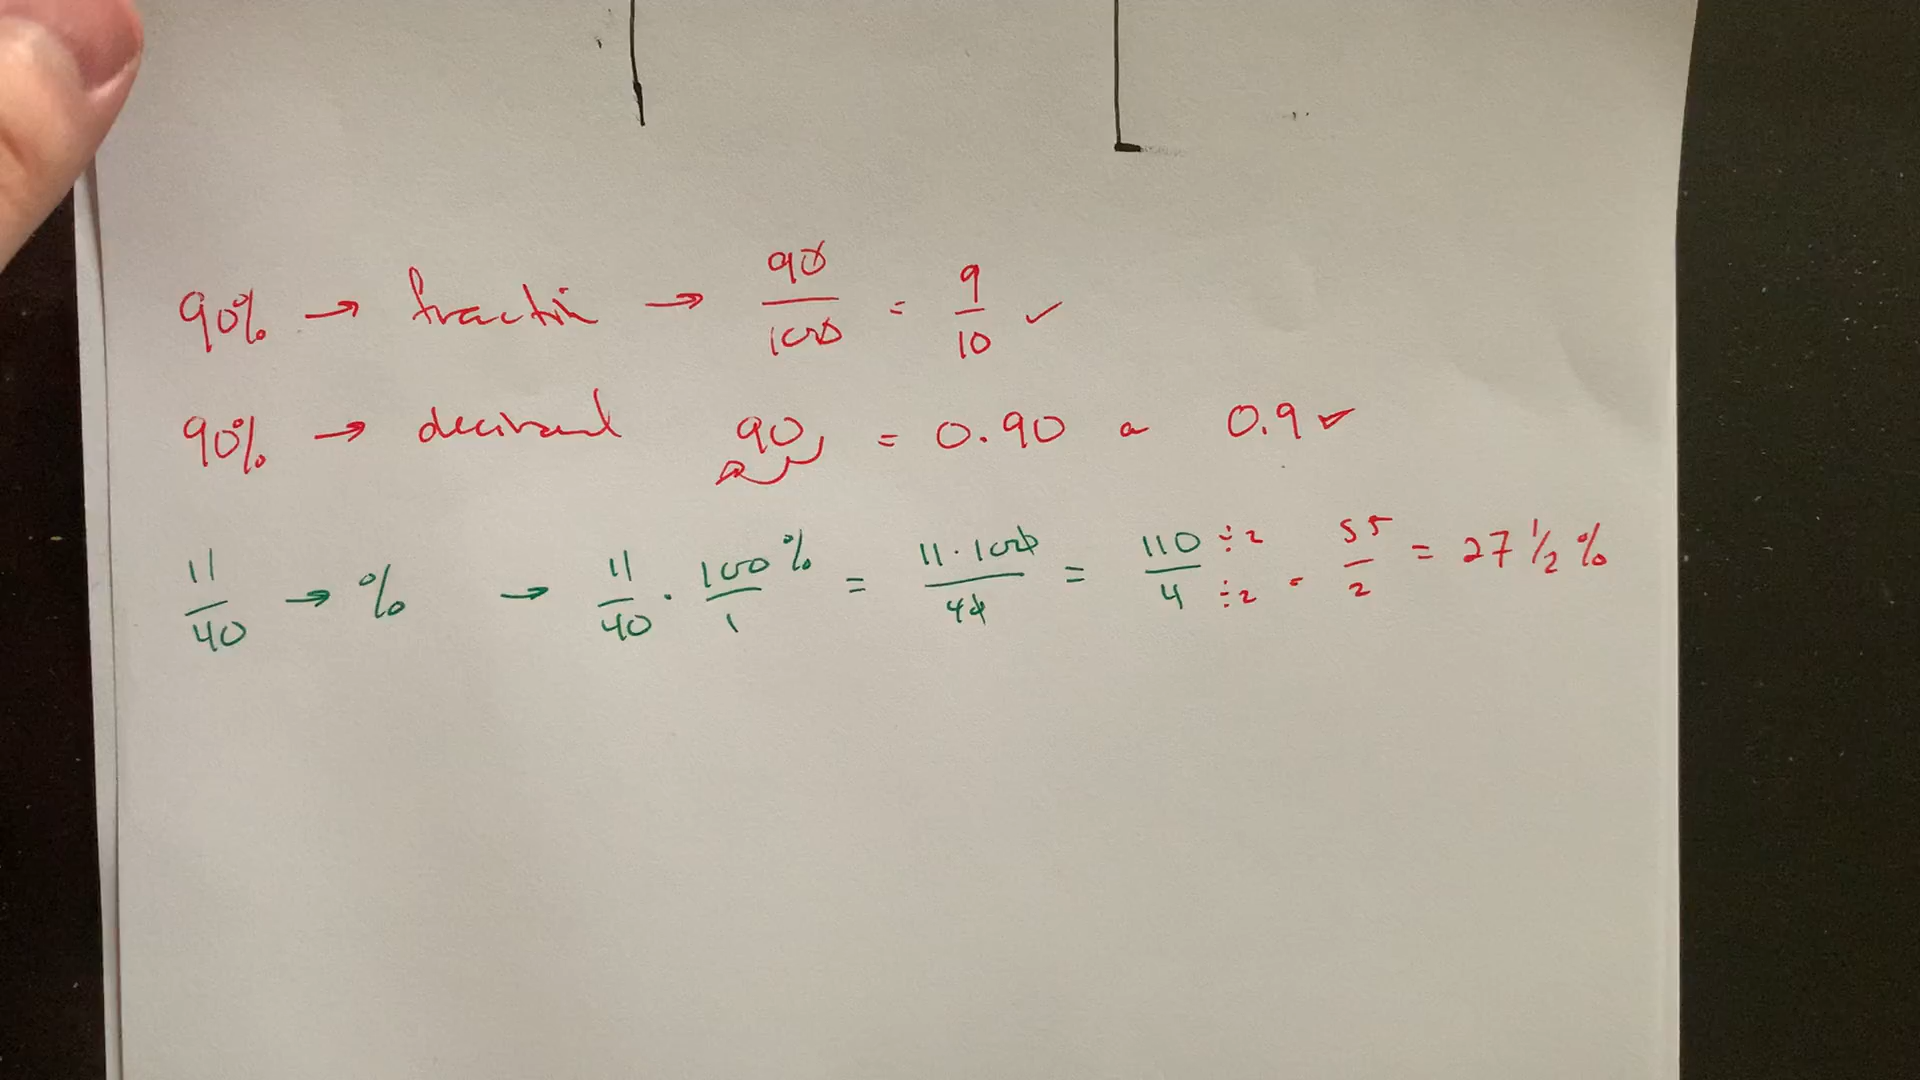 90% → fraction → 90/100 = 9/10 ✓
90% → decimal 90, = 0.90 or 0.9 ✓
11/40 → % → 11/40 · 100%/1 = 11·100/40 = 110/4 ÷2/÷2 = 55/2 = 27 1/2 %